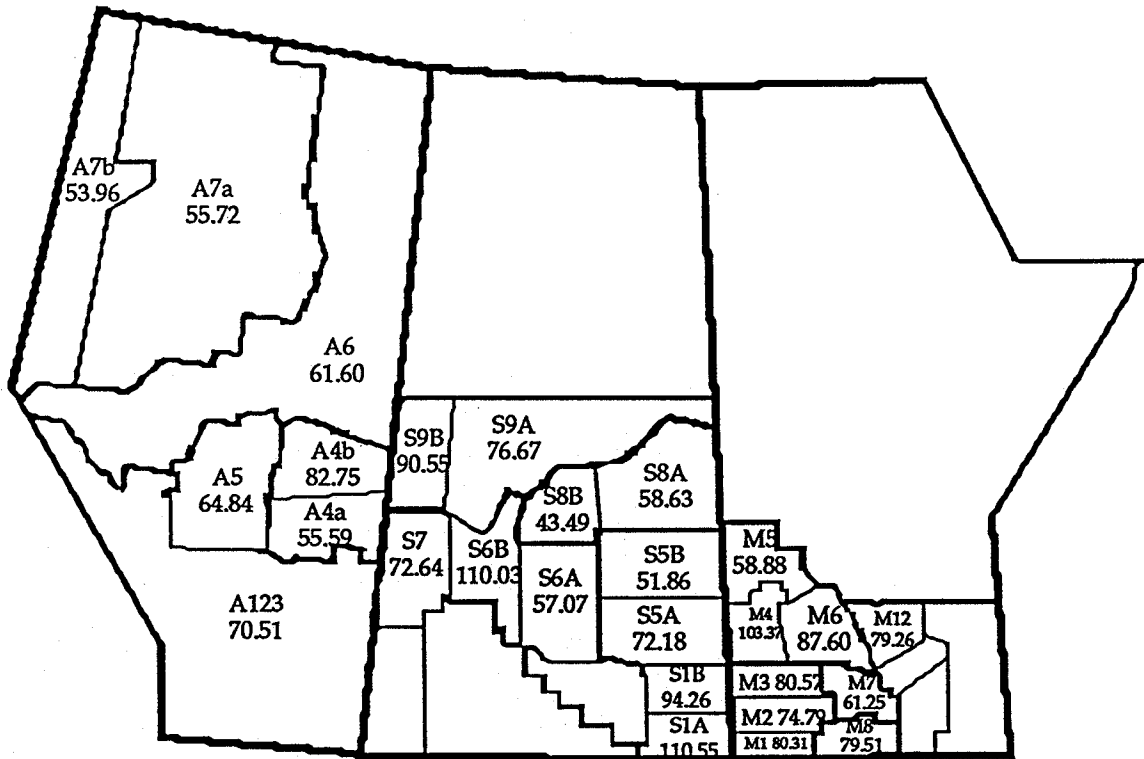 A7b
53.96
A7a
55.72
A6
61.60
A5
64.84
A4b
82.75
A4a
55.59
A123
70.51
S9B
90.55
S9A
76.67
S8B
43.49
S8A
58.63
S7
72.64
S6B
110.03
S6A
57.07
S5B
51.86
S5A
72.18
S1B
94.26
S1A
110.55
M5
58.88
M4
103.37
M6
87.60
M12
79.26
M3 80.57
M7
61.25
M2 74.79
M8
79.51
M1 80.31